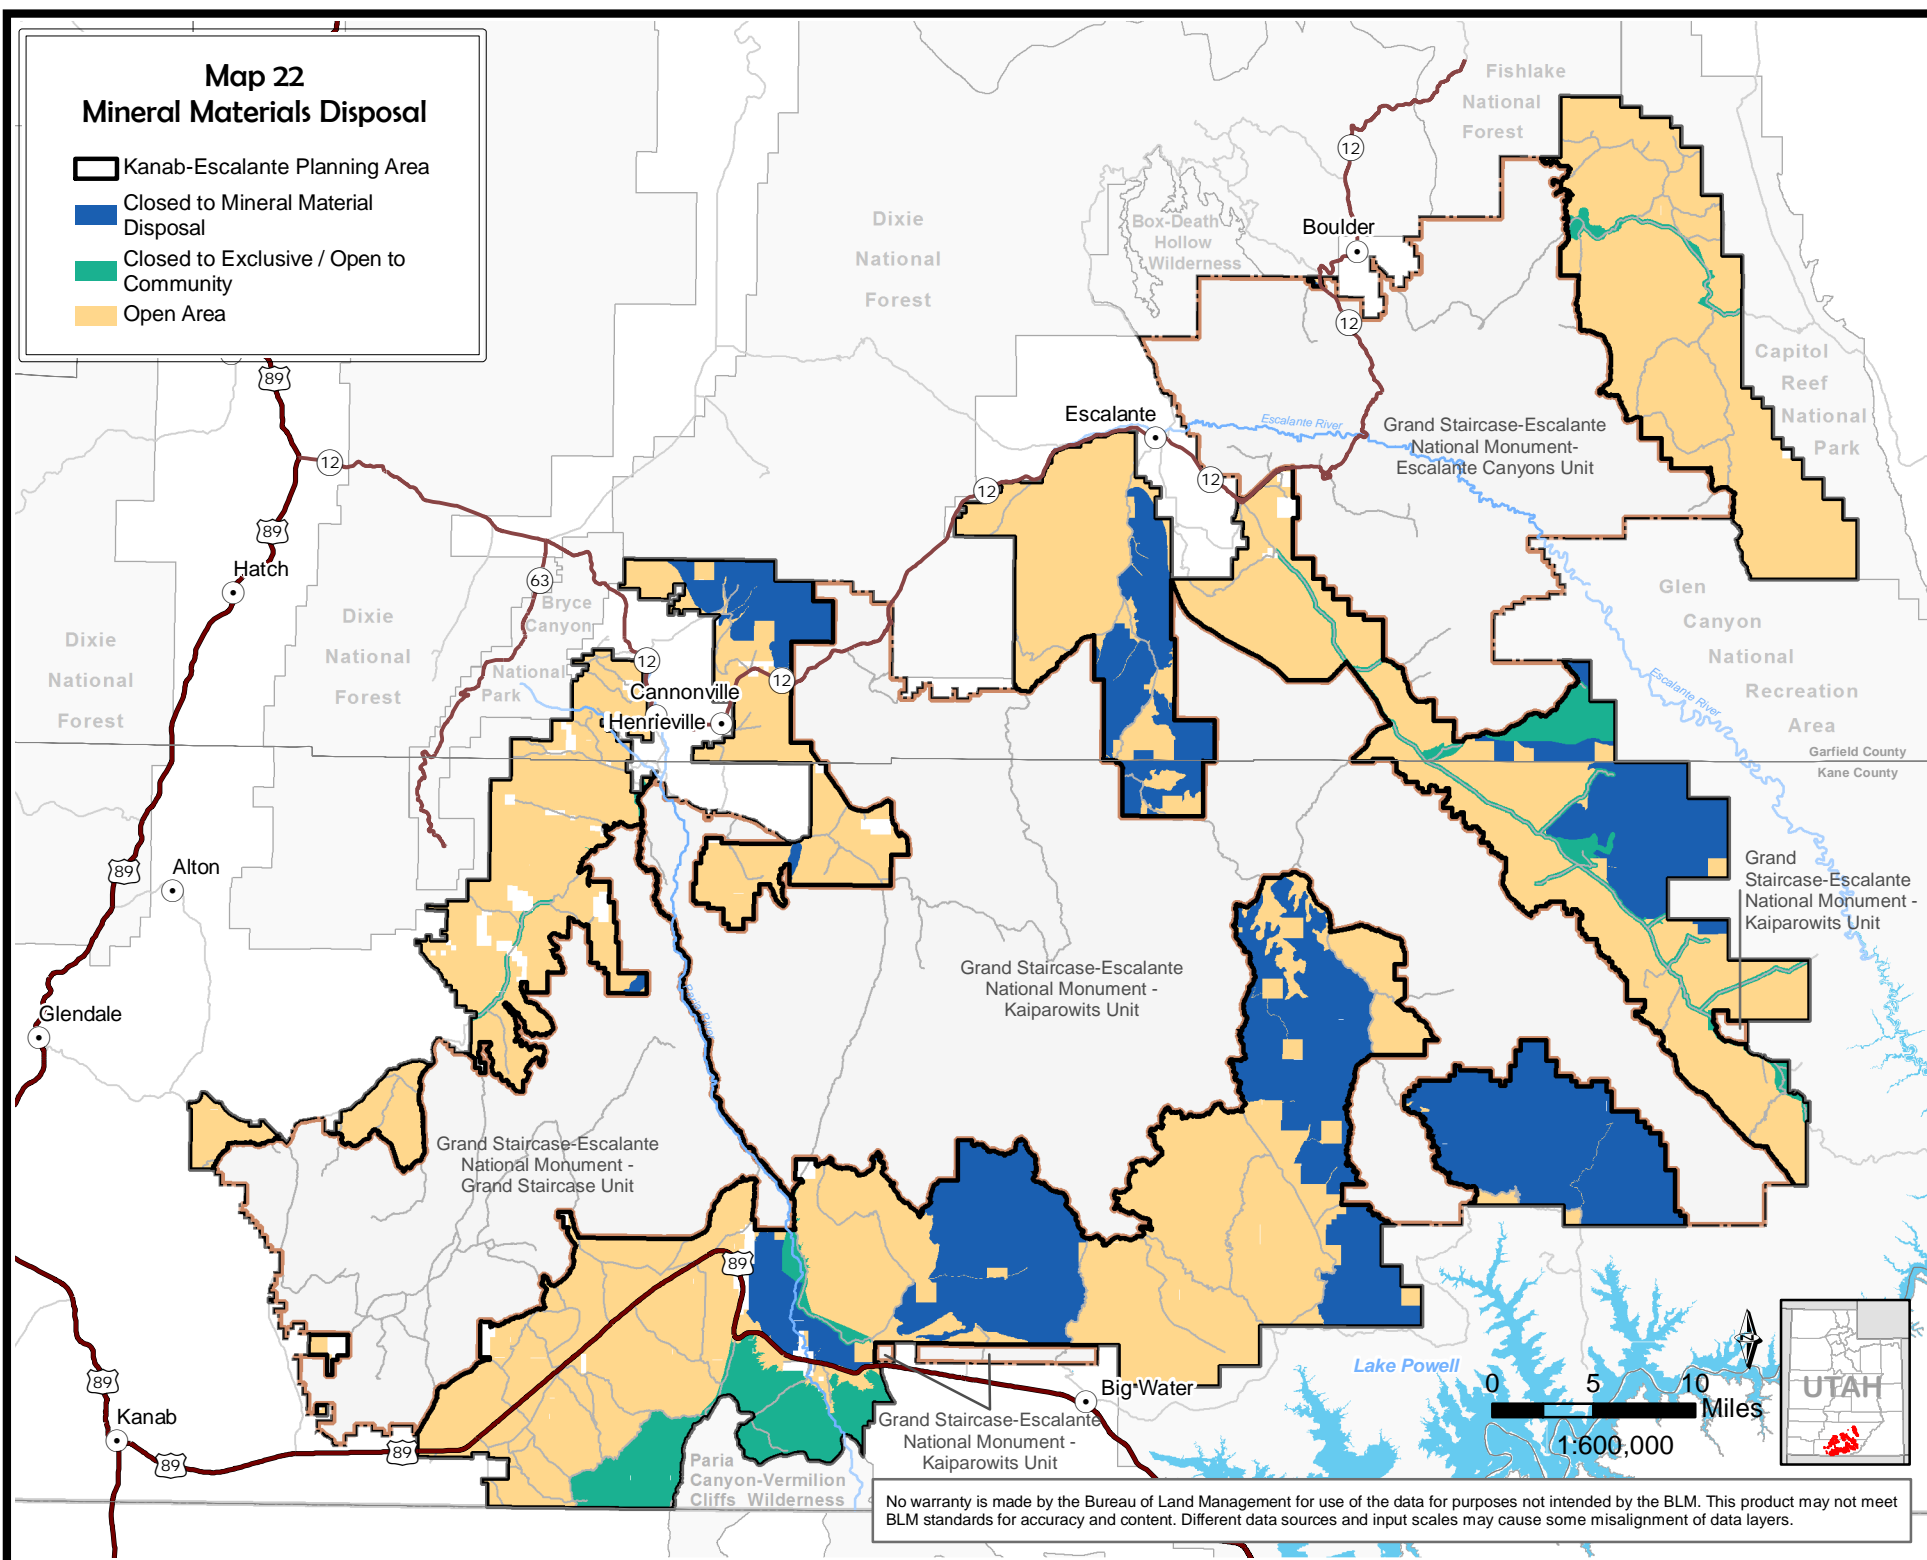 Map 22
Mineral Materials Disposal
Kanab-Escalante Planning Area
Closed to Mineral Material
Disposal
Closed to Exclusive / Open to
Community
Open Area
Fishlake
National
Forest
12
Boulder
Box-Death
Hollow
Wilderness
Dixie
National
Forest
12
89
Capitol
Reef
National
Park
Escalante
Escalante River
Grand Staircase-Escalante
National Monument-
Escalante Canyons Unit
12
12
12
89
Hatch
63
Bryce
Canyon
National
Park
Dixie
National
Forest
Dixie
National
Forest
Glen
Canyon
National
Recreation
Area
Escalante River
12
12
Cannonville
Henrieville
Garfield County
Kane County
Alton
89
Grand
Staircase-Escalante
National Monument -
Kaiparowits Unit
Grand Staircase-Escalante
National Monument -
Kaiparowits Unit
Paria River
Glendale
Grand Staircase-Escalante
National Monument -
Grand Staircase Unit
89
Lake Powell
0 5 10
Miles
1:600,000
UTAH
Big Water
89
Kanab
89
89
Grand Staircase-Escalante
National Monument -
Kaiparowits Unit
Paria
Canyon-Vermilion
Cliffs Wilderness
No warranty is made by the Bureau of Land Management for use of the data for purposes not intended by the BLM. This product may not meet
BLM standards for accuracy and content. Different data sources and input scales may cause some misalignment of data layers.